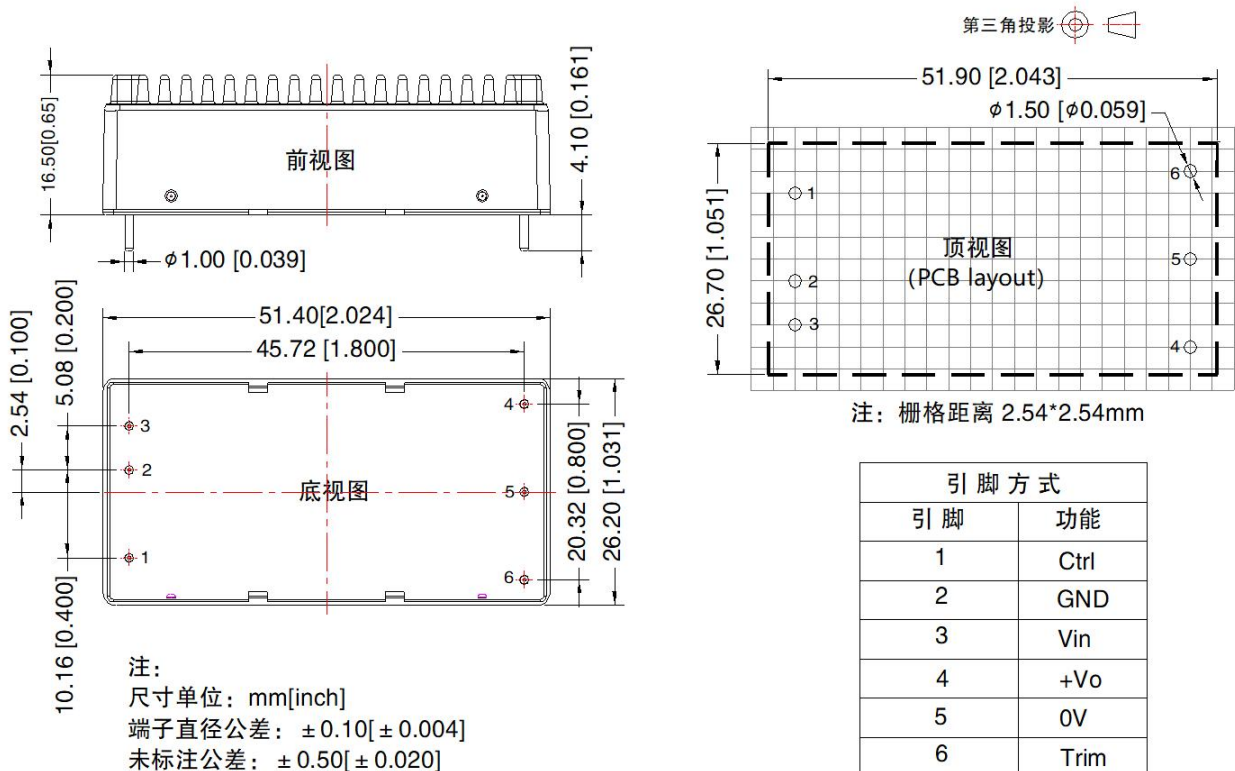 第三角投影
16.50[0.65]
前视图
4.10 [0.161]
φ1.00 [0.039]
51.90 [2.043]
φ1.50 [φ0.059]
26.70 [1.051]
1
2
3
6
5
4
顶视图
(PCB layout)
注：栅格距离 2.54*2.54mm
51.40[2.024]
45.72 [1.800]
2.54 [0.100]
5.08 [0.200]
10.16 [0.400]
3
2
1
底视图
4
5
6
20.32 [0.800]
26.20 [1.031]
注：
尺寸单位：mm[inch]
端子直径公差：±0.10[±0.004]
未标注公差：±0.50[±0.020]
引脚方式
引脚 功能
1 Ctrl
2 GND
3 Vin
4 +Vo
5 0V
6 Trim